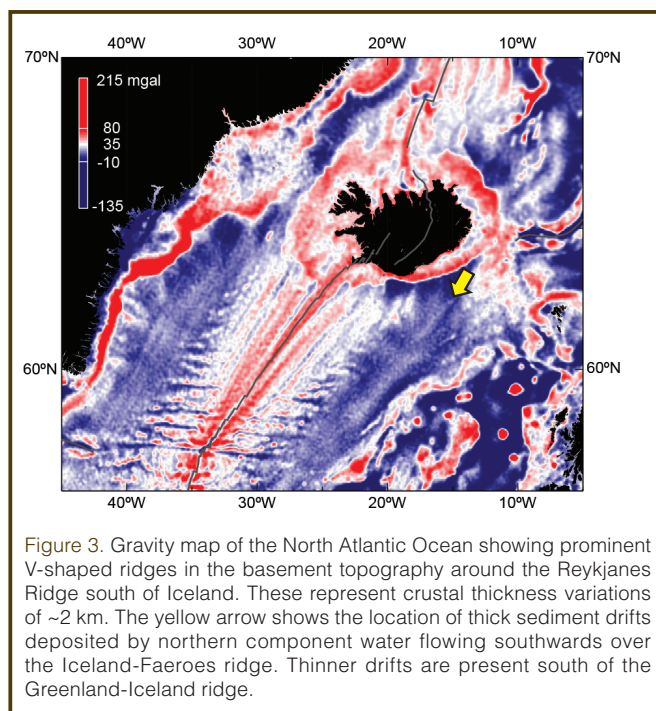 40ºW 30ºW 20ºW 10ºW
70ºN 70ºN
215 mgal
80
35
-10
-135
60ºN 60ºN
40ºW 30ºW 20ºW 10ºW
Figure 3. Gravity map of the North Atlantic Ocean showing prominent
V-shaped ridges in the basement topography around the Reykjanes
Ridge south of Iceland. These represent crustal thickness variations
of ~2 km. The yellow arrow shows the location of thick sediment drifts
deposited by northern component water flowing southwards over
the Iceland-Faeroes ridge. Thinner drifts are present south of the
Greenland-Iceland ridge.